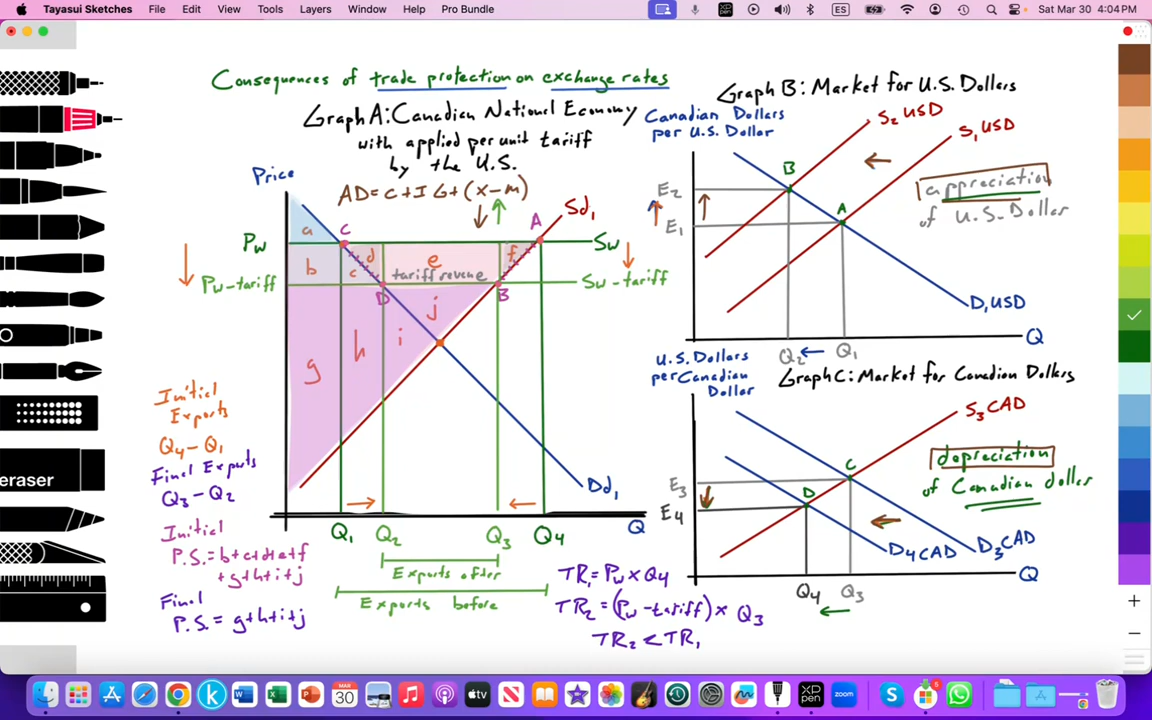 Tayasui Sketches File Edit View Tools Layers Window Help Pro Bundle
ES Sat Mar 30 4:04 PM
Consequences of trade protection on exchange rates
Graph A: Canadian National Economy
with applied per unit tariff
by the U.S.
AD = C + I G + (x - m)
Price
Pw
Pw - tariff
a
b
c
d
e
f
g
h
i
j
C
A
D
B
tariff revenue
Sd1
Sw
Sw - tariff
Dd1
Q1 Q2 Q3 Q4 Q
Exports after
Exports before
Initial
Exports
Q4 - Q1
Final Exports
Q3 - Q2
Initial
P.S. = b+c+d+e+f
+g+h+i+j
Final
P.S. = g+h+i+j
TR1 = Pw x Q4
TR2 = (Pw - tariff) x Q3
TR2 < TR1
Graph B: Market for U.S. Dollars
Canadian Dollars
per U.S. Dollar
S2 USD
S1 USD
E2
E1
B
A
appreciation
of U.S. Dollar
D1 USD
Q2 Q1 Q
U.S. Dollars
per Canadian
Dollar
Graph C: Market for Canadian Dollars
S3 CAD
E3
E4
C
D
depreciation
of Canadian dollar
D4 CAD D3 CAD
Q4 Q3 Q
eraser
MAR
30
zoom